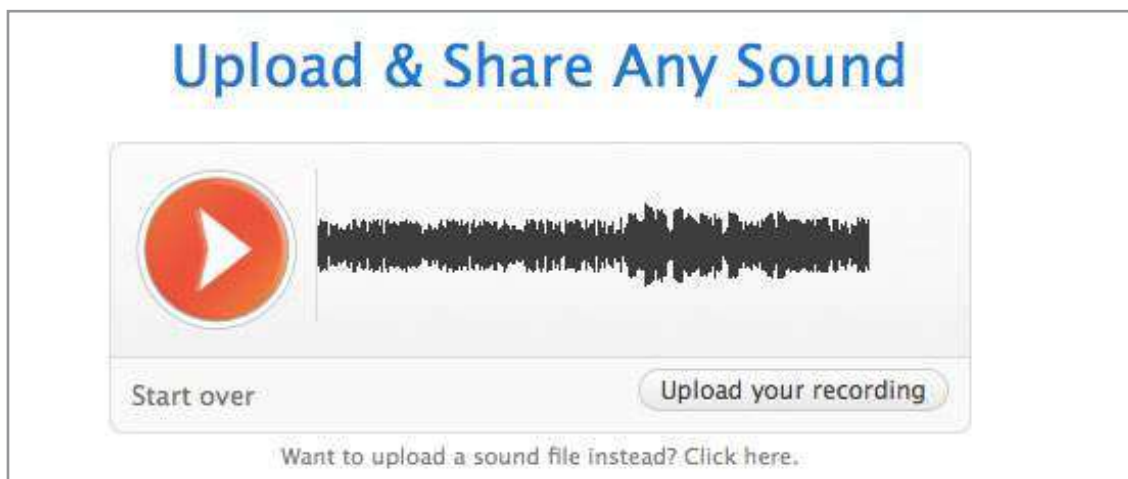 Upload & Share Any Sound
Start over
Upload your recording
Want to upload a sound file instead? Click here.